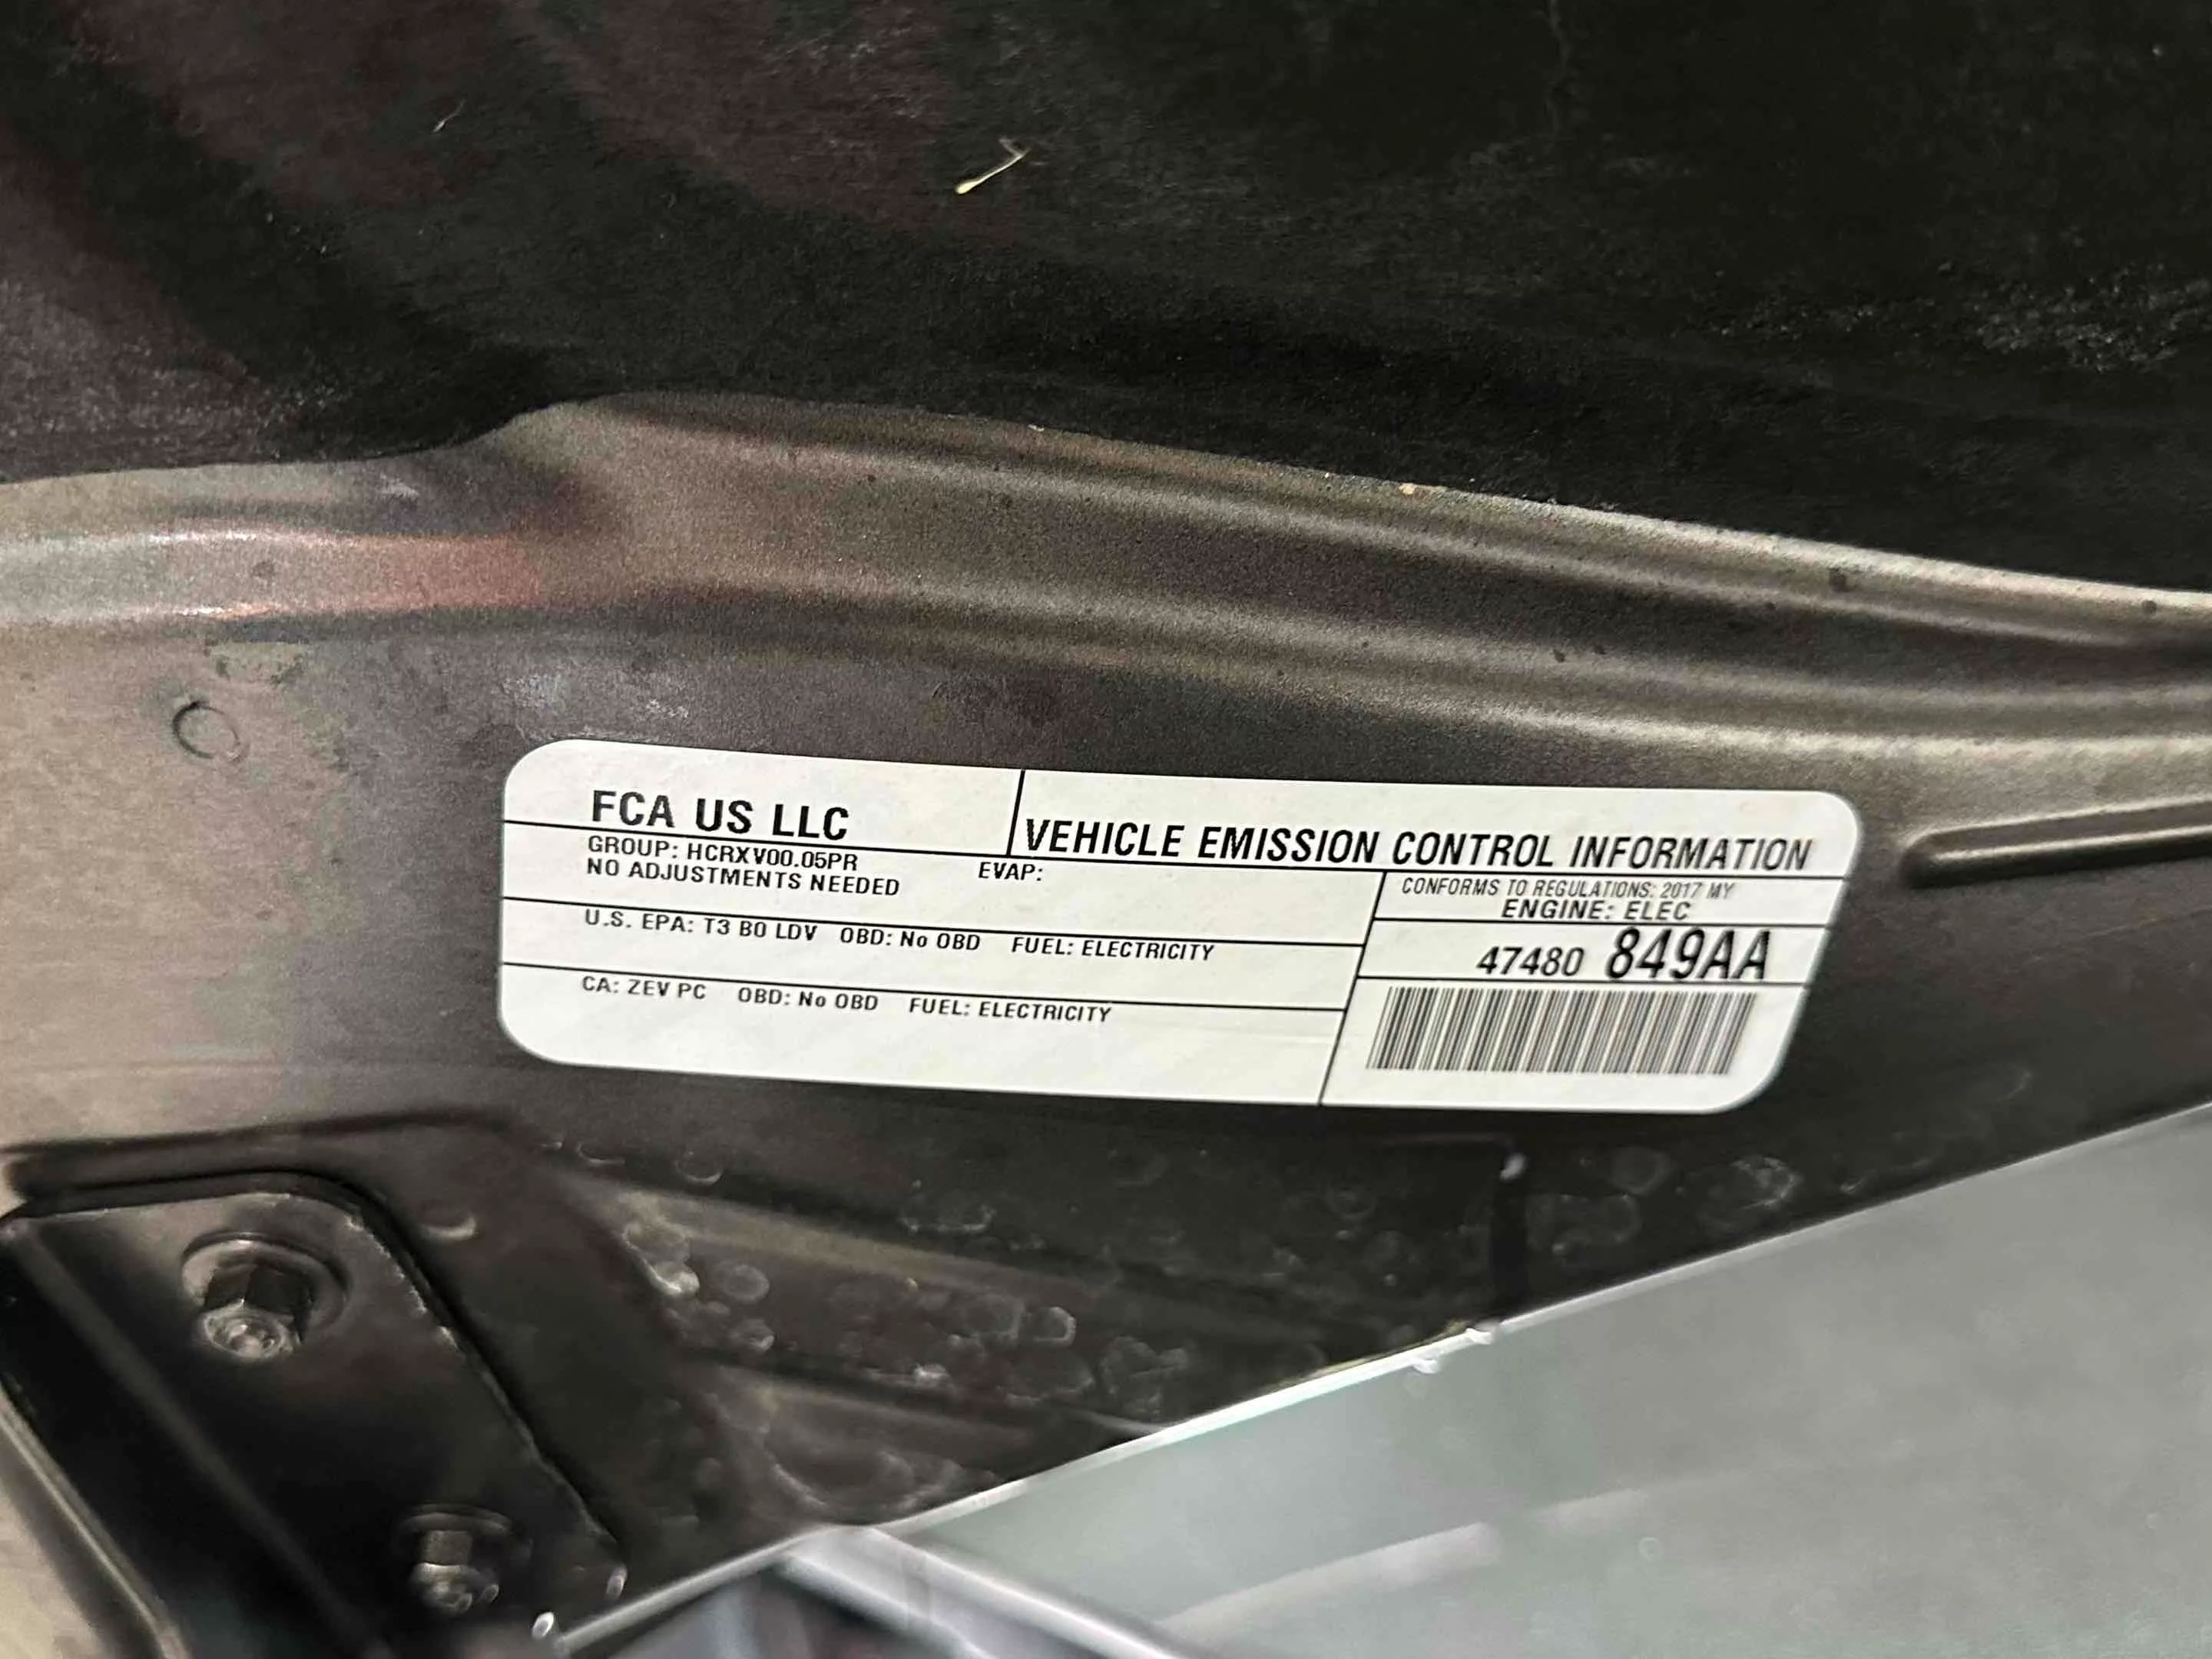 FCA US LLC
VEHICLE EMISSION CONTROL INFORMATION
GROUP: HCRXV00.05PR
EVAP:
NO ADJUSTMENTS NEEDED
CONFORMS TO REGULATIONS: 2017 MY
ENGINE: ELEC
U.S. EPA: T3 B0 LDV OBD: No OBD FUEL: ELECTRICITY
47480 849AA
CA: ZEV PC OBD: No OBD FUEL: ELECTRICITY